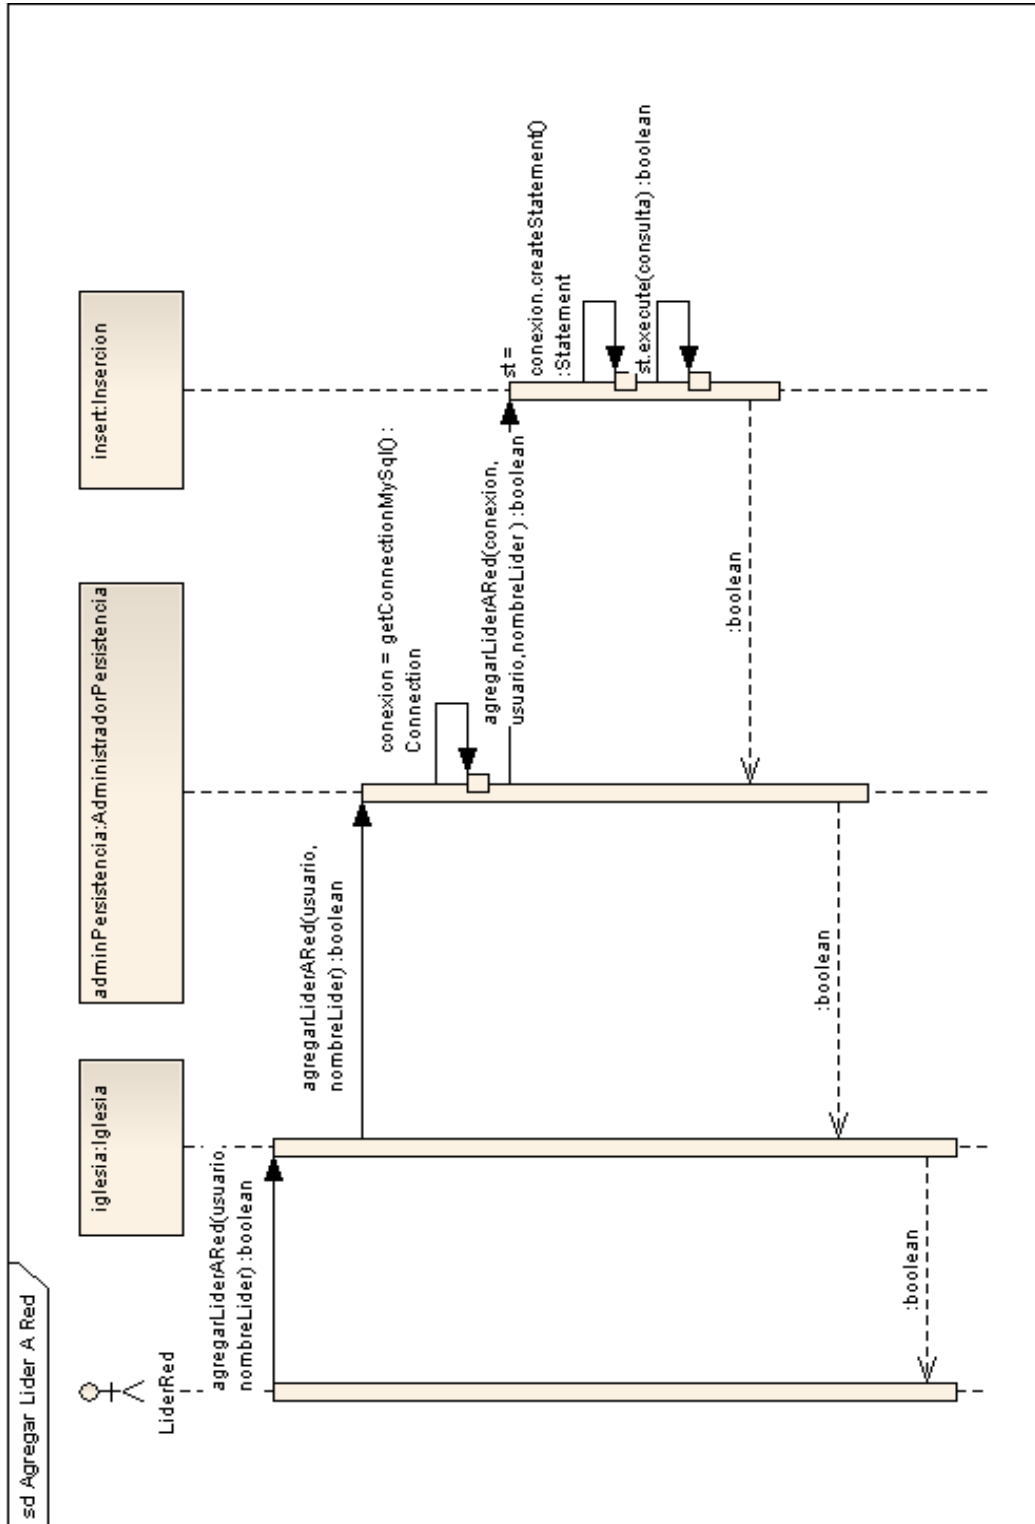 sd Agregar Lider A Red
LiderRed
iglesia:Iglesia
adminPersistencia:AdministradorPersistencia
insert:Insercion
agregarLiderARed(usuario,
nombreLider) :boolean
agregarLiderARed(usuario,
nombreLider) :boolean
conexion = getConnectionMySql() :
Connection
agregarLiderARed(conexion,
usuario,nombreLider ) :boolean
st =
conexion.createStatement()
:Statement
st.execute(consulta) :boolean
:boolean
:boolean
:boolean